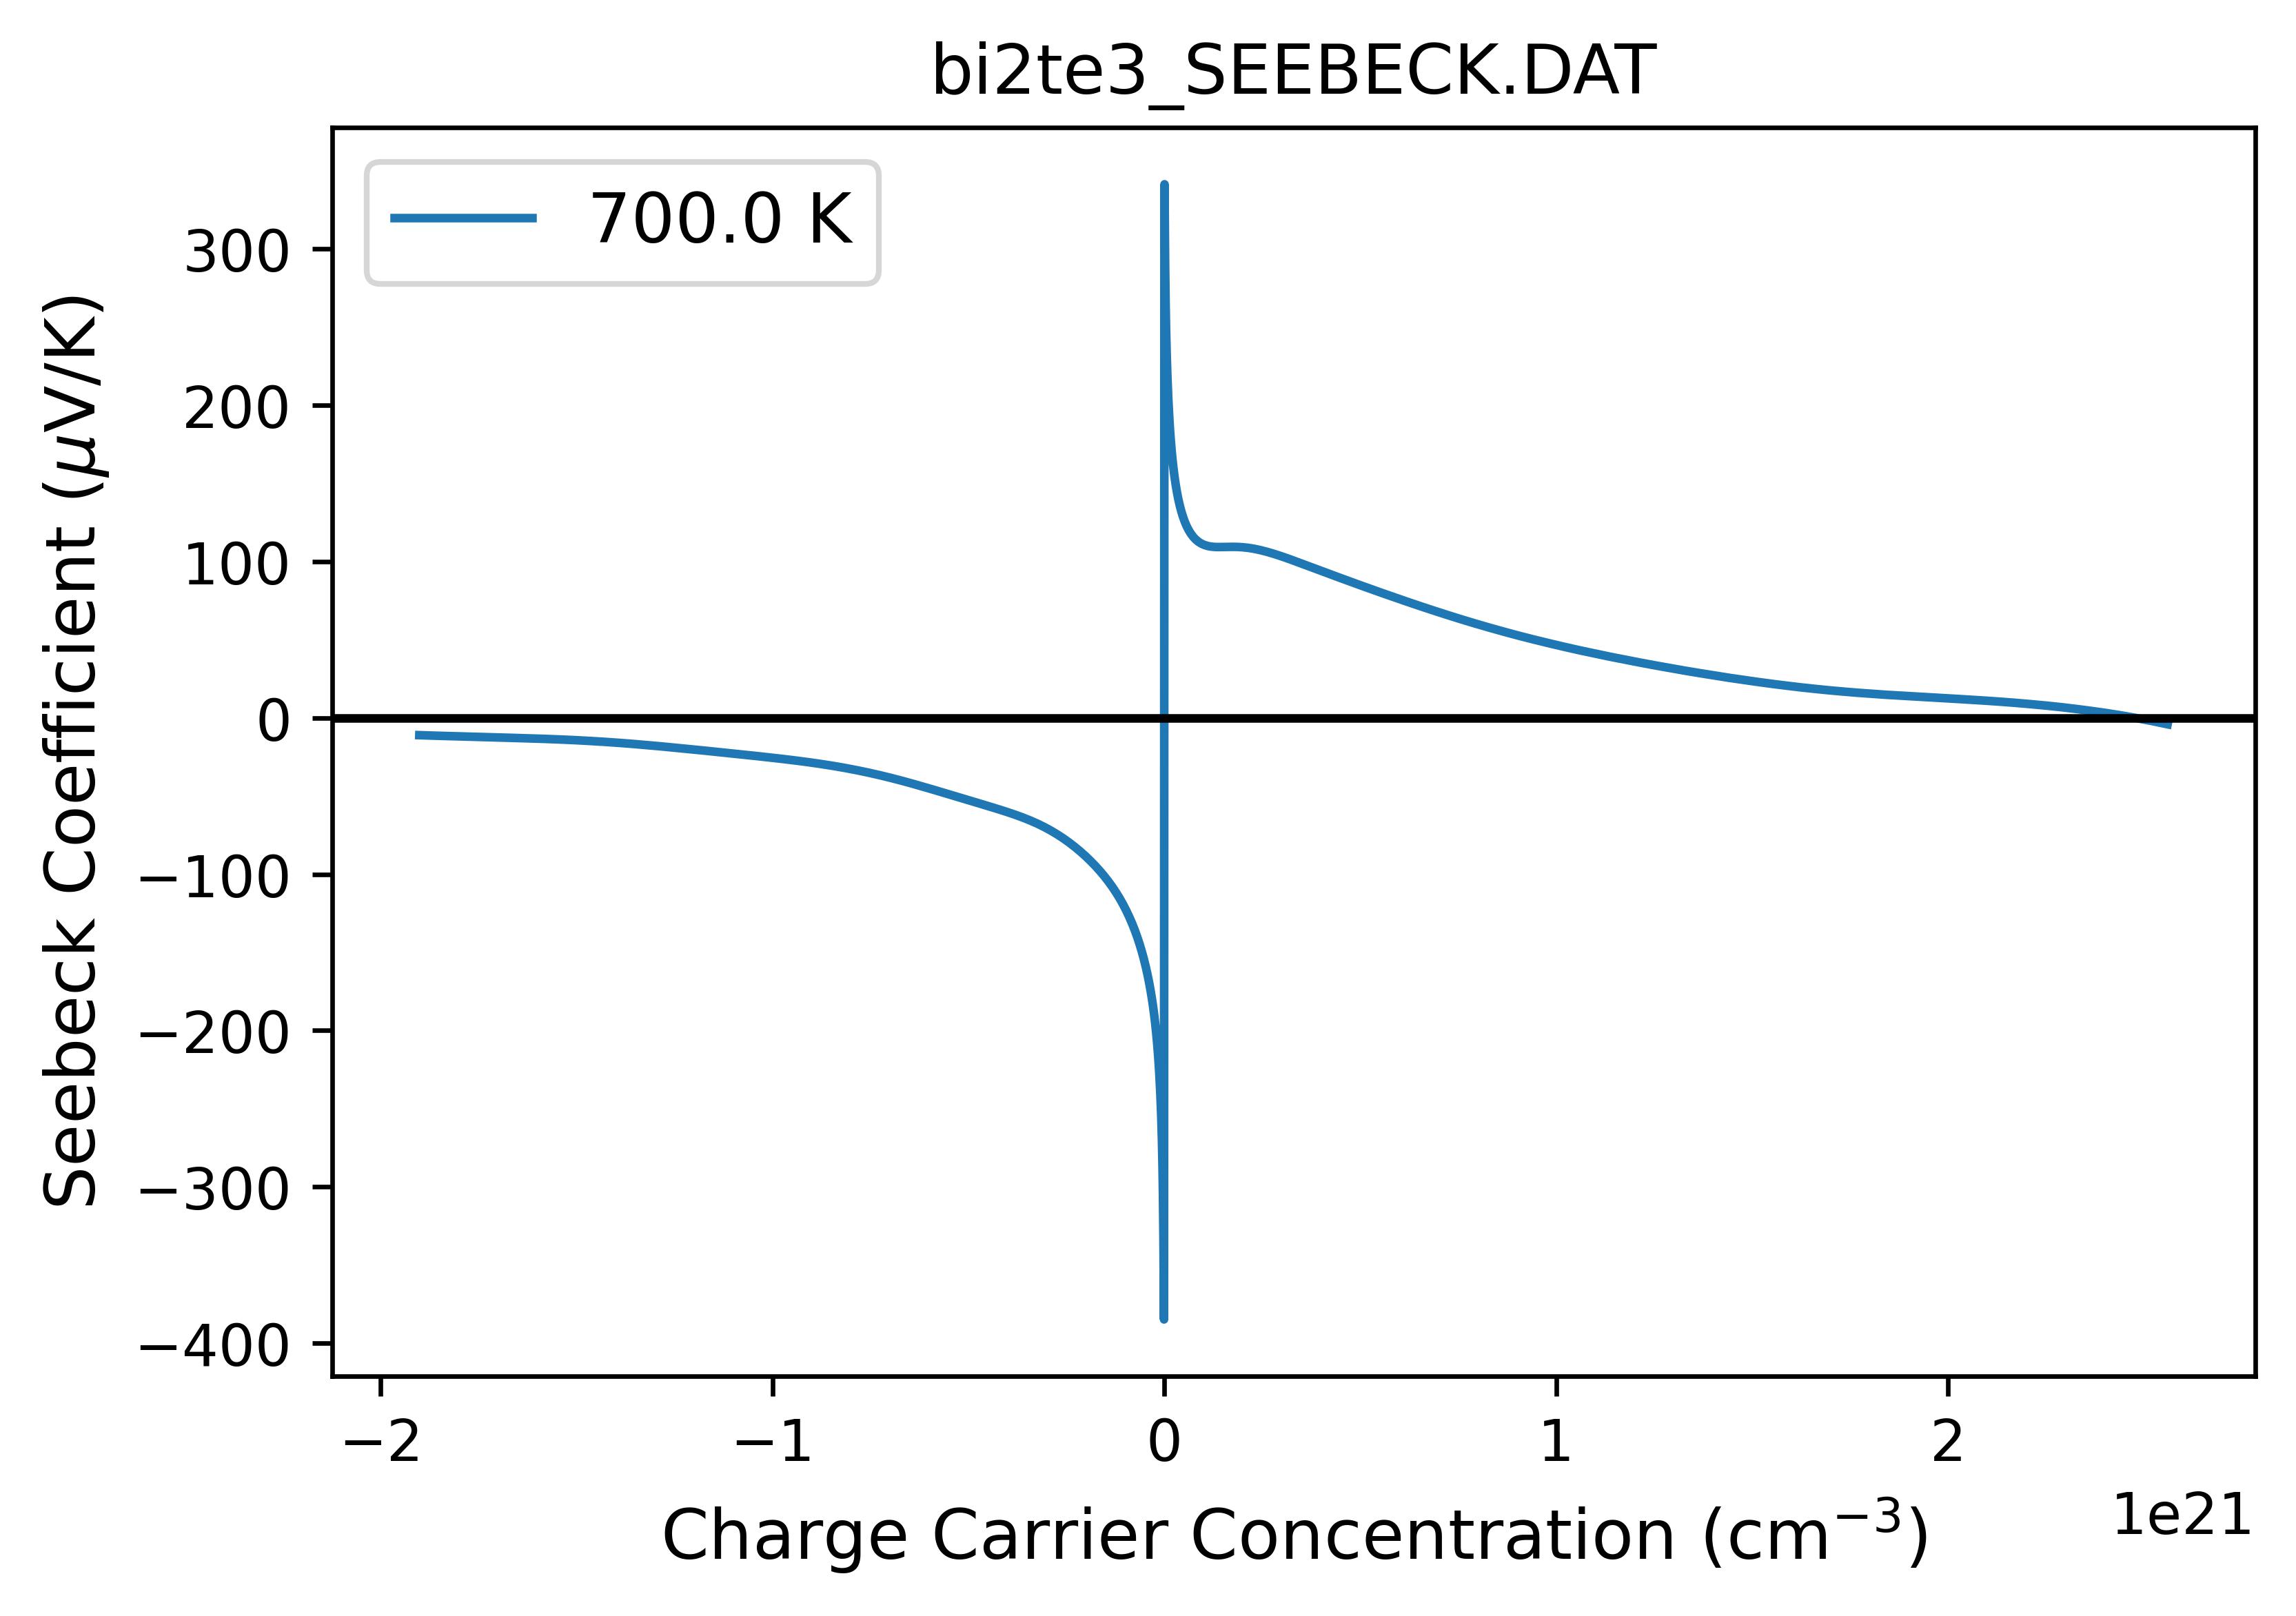 bi2te3_SEEBECK.DAT
700.0 K
Seebeck Coefficient (μV/K)
300
200
100
0
−100
−200
−300
−400
−2
−1
0
1
2
1e21
Charge Carrier Concentration (cm⁻³)